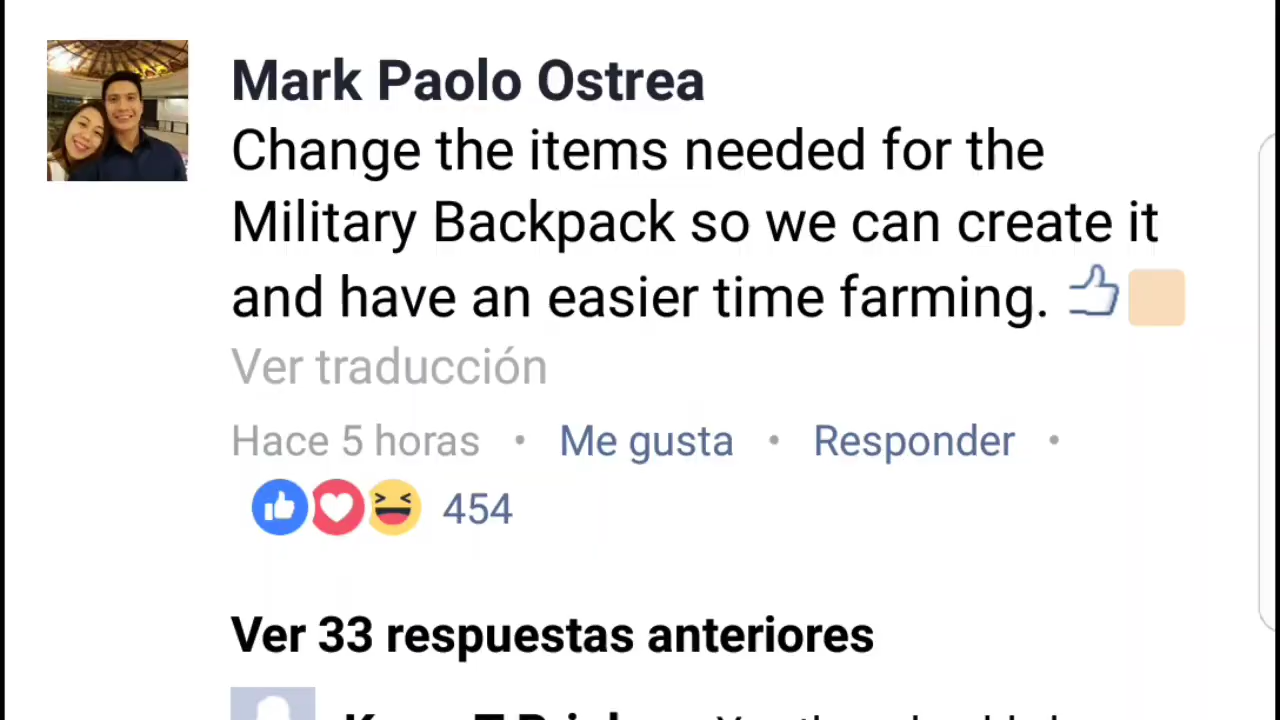 Mark Paolo Ostrea
Change the items needed for the
Military Backpack so we can create it
and have an easier time farming.
Ver traducción
Hace 5 horas • Me gusta • Responder •
454
Ver 33 respuestas anteriores